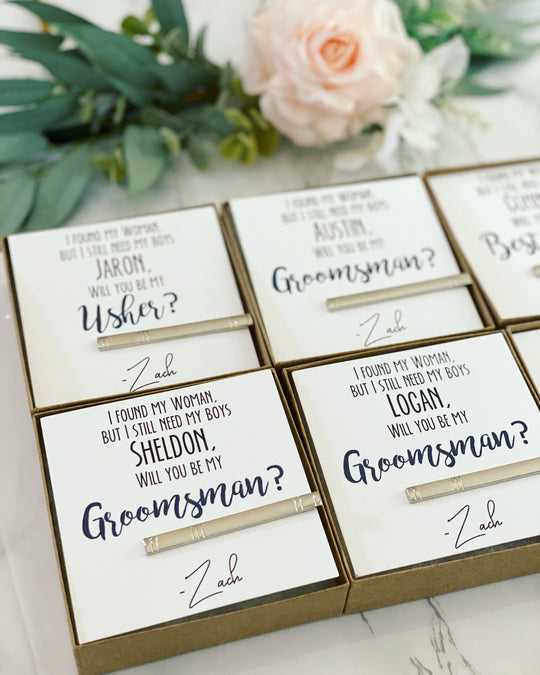 I FOUND MY WOMAN,
BUT I STILL NEED MY BOYS
JARON,
WILL YOU BE MY
Usher?
-Zach
I FOUND MY WOMAN,
BUT I STILL NEED MY BOYS
AUSTIN,
WILL YOU BE MY
Groomsman?
-Zach
I FOUND
BUT I STILL
Best
I FOUND MY WOMAN,
BUT I STILL NEED MY BOYS
SHELDON,
WILL YOU BE MY
Groomsman?
-Zach
I FOUND MY WOMAN,
BUT I STILL NEED MY BOYS
LOGAN,
WILL YOU BE MY
Groomsman?
-Zach